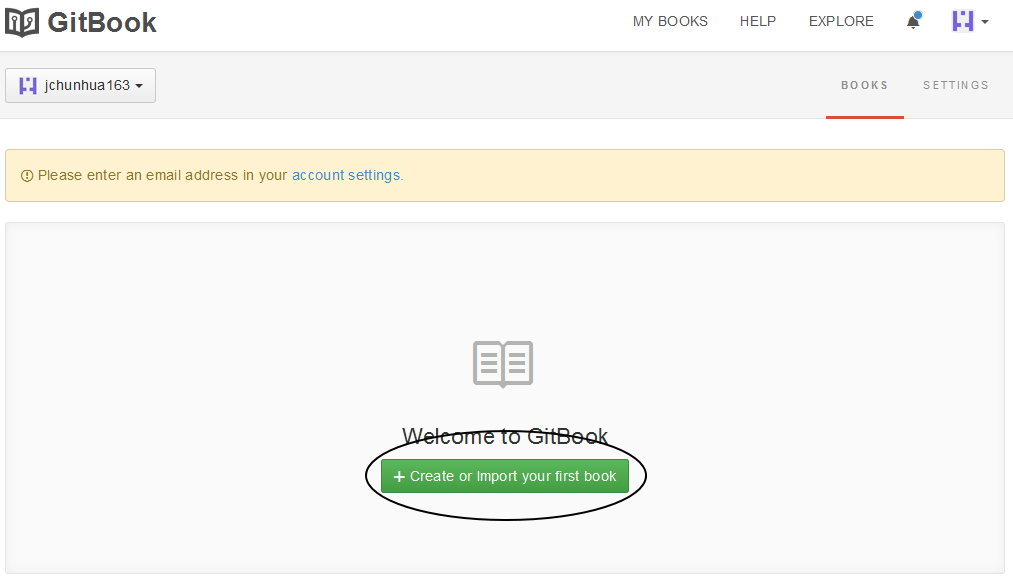 GitBook
MY BOOKS HELP EXPLORE
jchunhua163
BOOKS SETTINGS
Please enter an email address in your account settings.
Welcome to GitBook
+ Create or Import your first book